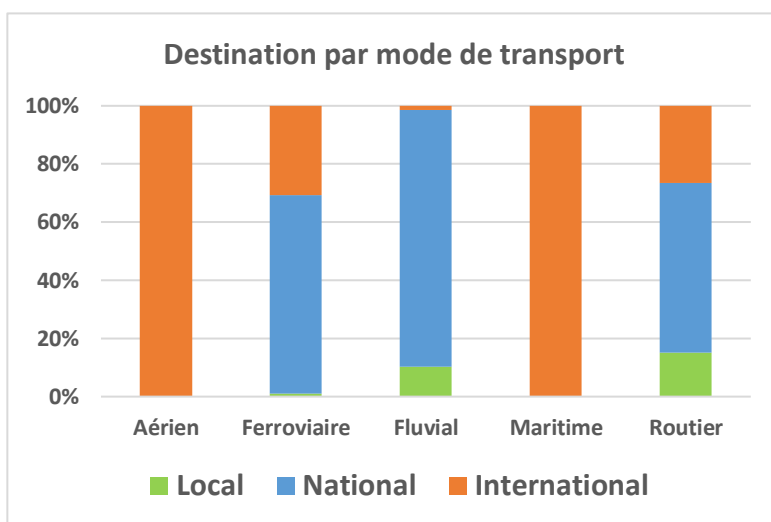 Destination par mode de transport
100%
80%
60%
40%
20%
0%
Aérien Ferroviaire Fluvial Maritime Routier
Local National International